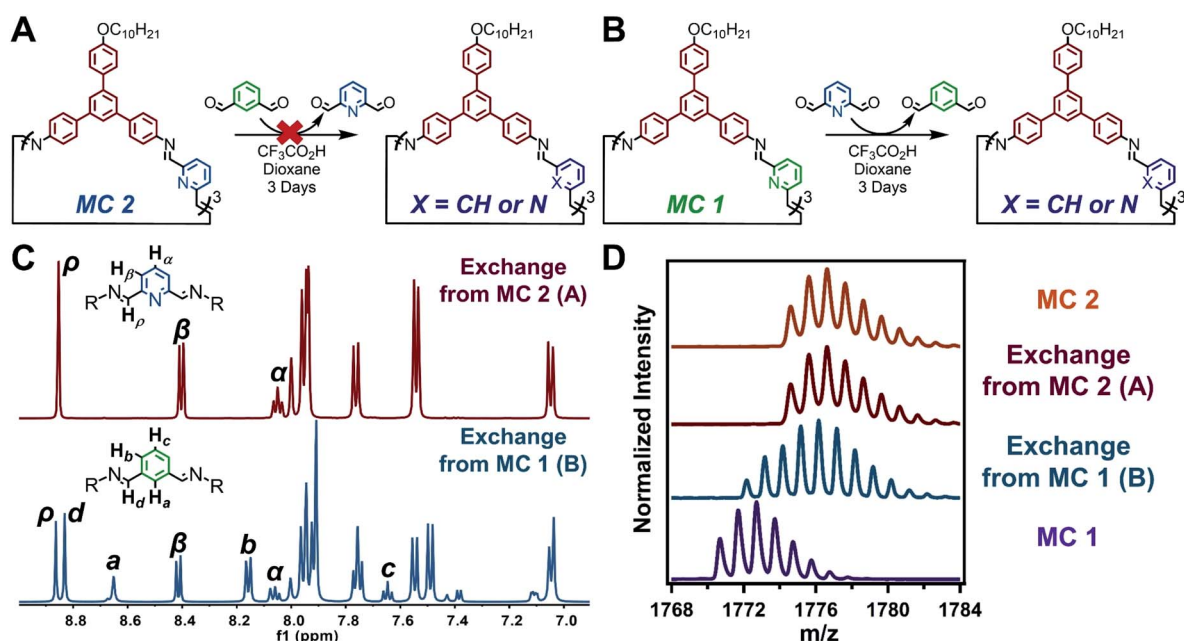 A
OC₁₀H₂₁
O
O
O
N
O
CF₃CO₂H
Dioxane
3 Days
N
N
N
3
MC 2
OC₁₀H₂₁
N
N
X
3
X = CH or N
B
OC₁₀H₂₁
O
N
O
O
O
CF₃CO₂H
Dioxane
3 Days
N
N
N
3
MC 1
OC₁₀H₂₁
N
N
X
3
X = CH or N
C
ρ
Hβ
Hα
R
N
N
N
R
Hρ
β
α
Exchange
from MC 2 (A)
Hb
Hc
R
N
N
R
Hd
Ha
Exchange
from MC 1 (B)
ρ
d
a
β
b
α
c
8.8
8.6
8.4
8.2
8.0
7.8
7.6
7.4
7.2
7.0
f1 (ppm)
D
Normalized Intensity
MC 2
Exchange
from MC 2 (A)
Exchange
from MC 1 (B)
MC 1
1768
1772
1776
1780
1784
m/z